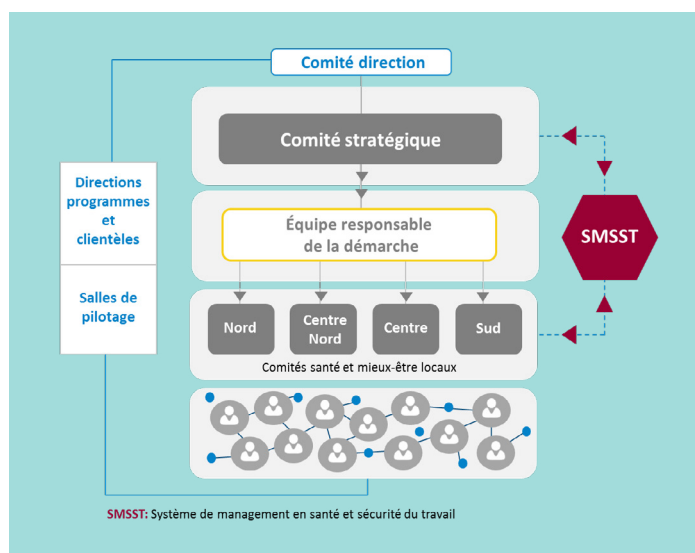 Comité direction
Comité stratégique
Directions
programmes
et
clientèles
Équipe responsable
de la démarche
SMSST
Salles de
pilotage
Nord
Centre
Nord
Centre
Sud
Comités santé et mieux-être locaux
SMSST: Système de management en santé et sécurité du travail